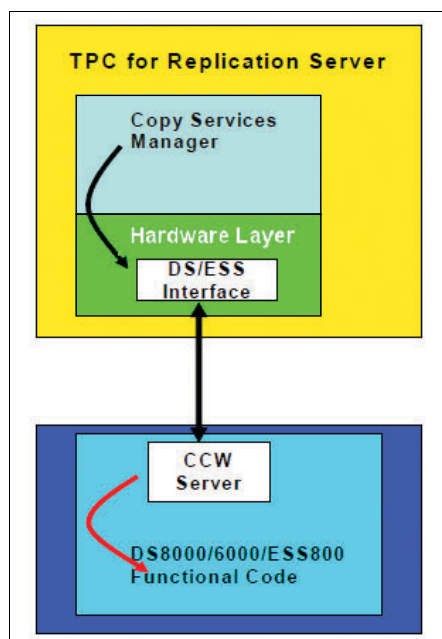 TPC for Replication Server
Copy Services
Manager
Hardware Layer
DS/ESS
Interface
CCW
Server
DS8000/6000/ESS800
Functional Code